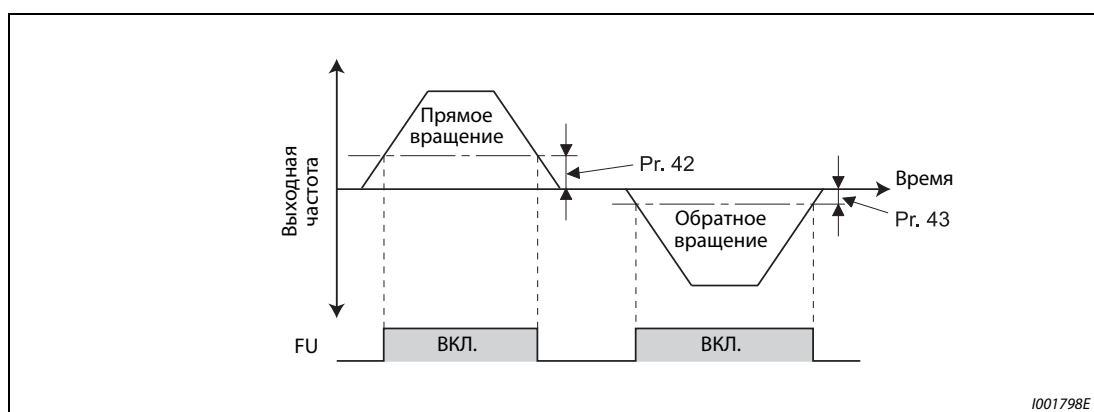 Выходная
частота
Прямое
вращение
Pr. 42
Время
Обратное
вращение
Pr. 43
FU
ВКЛ.
ВКЛ.
I001798E